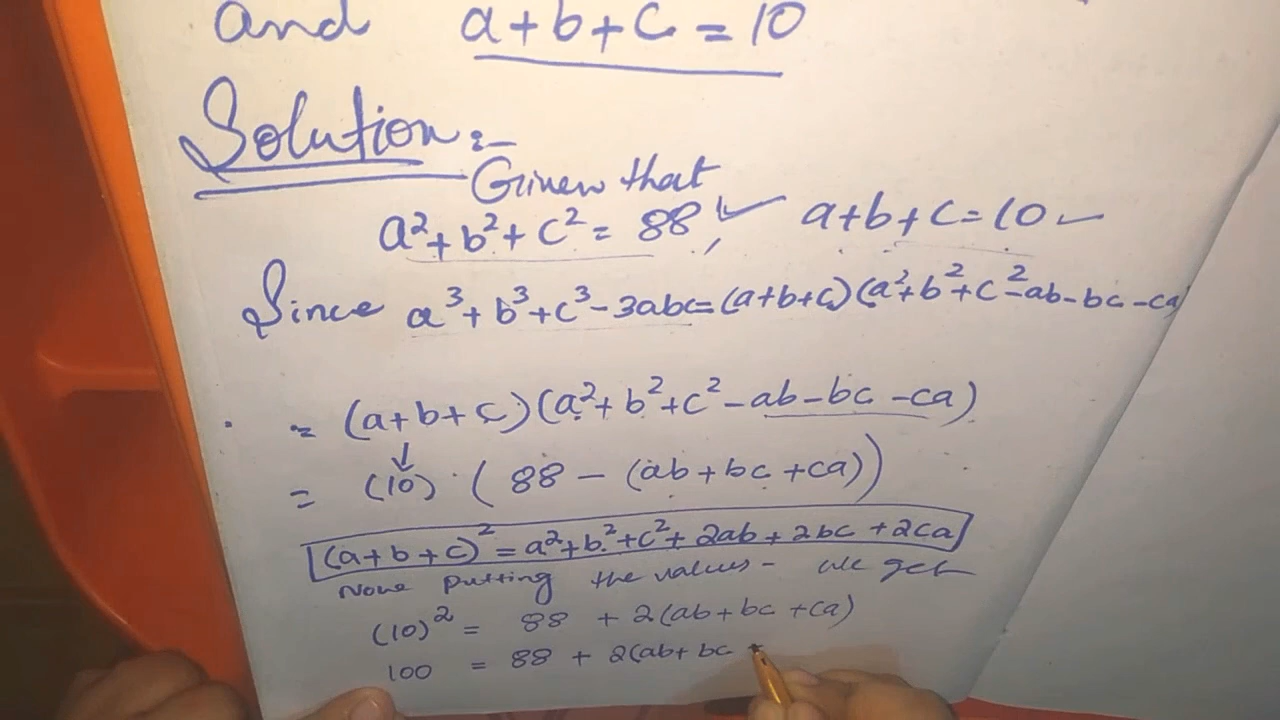 and a+b+c=10
Solution:-
Given that
a²+b²+c²=88, a+b+c=10
Since a³+b³+c³-3abc=(a+b+c)(a²+b²+c²-ab-bc-ca)
= (a+b+c)(a²+b²+c²-ab-bc-ca)
= (10)·(88-(ab+bc+ca))
(a+b+c)²=a²+b²+c²+2ab+2bc+2ca
Now putting the values- we get
(10)² = 88 + 2(ab+bc+ca)
100 = 88 + 2(ab+bc